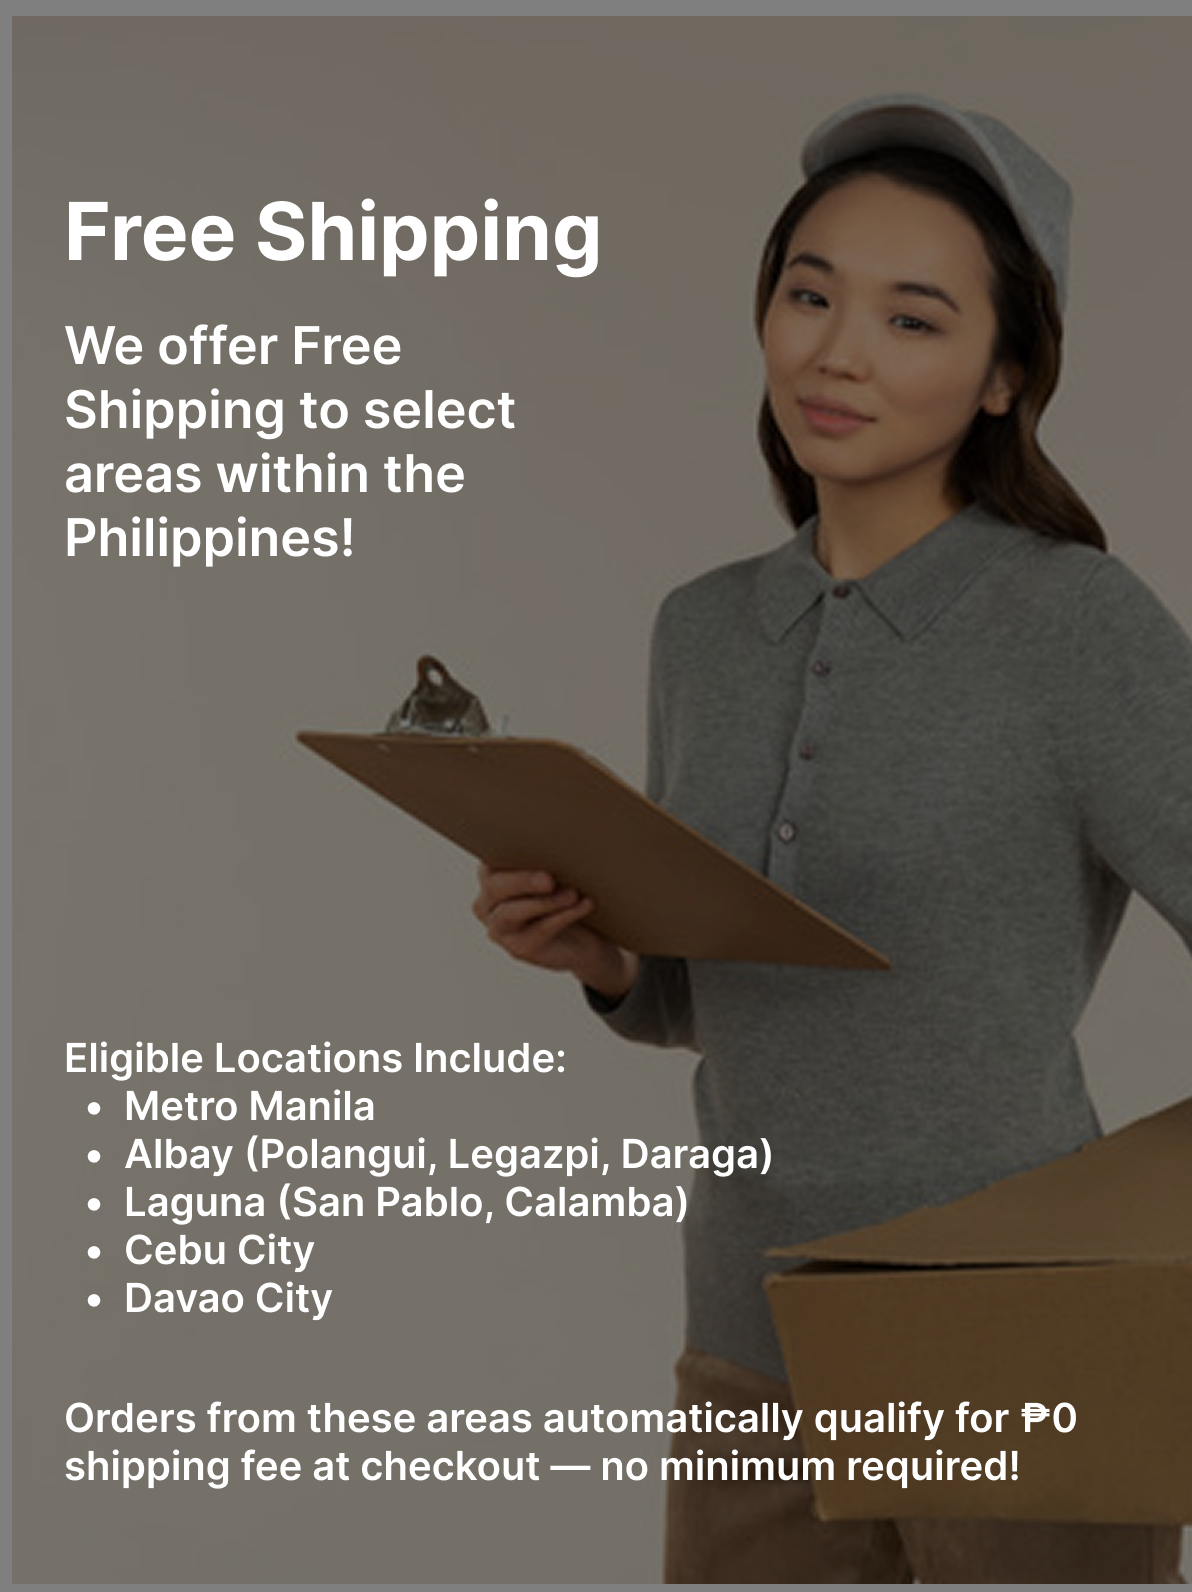 Free Shipping
We offer Free
Shipping to select
areas within the
Philippines!
Eligible Locations Include:
• Metro Manila
• Albay (Polangui, Legazpi, Daraga)
• Laguna (San Pablo, Calamba)
• Cebu City
• Davao City
Orders from these areas automatically qualify for ₱0
shipping fee at checkout — no minimum required!